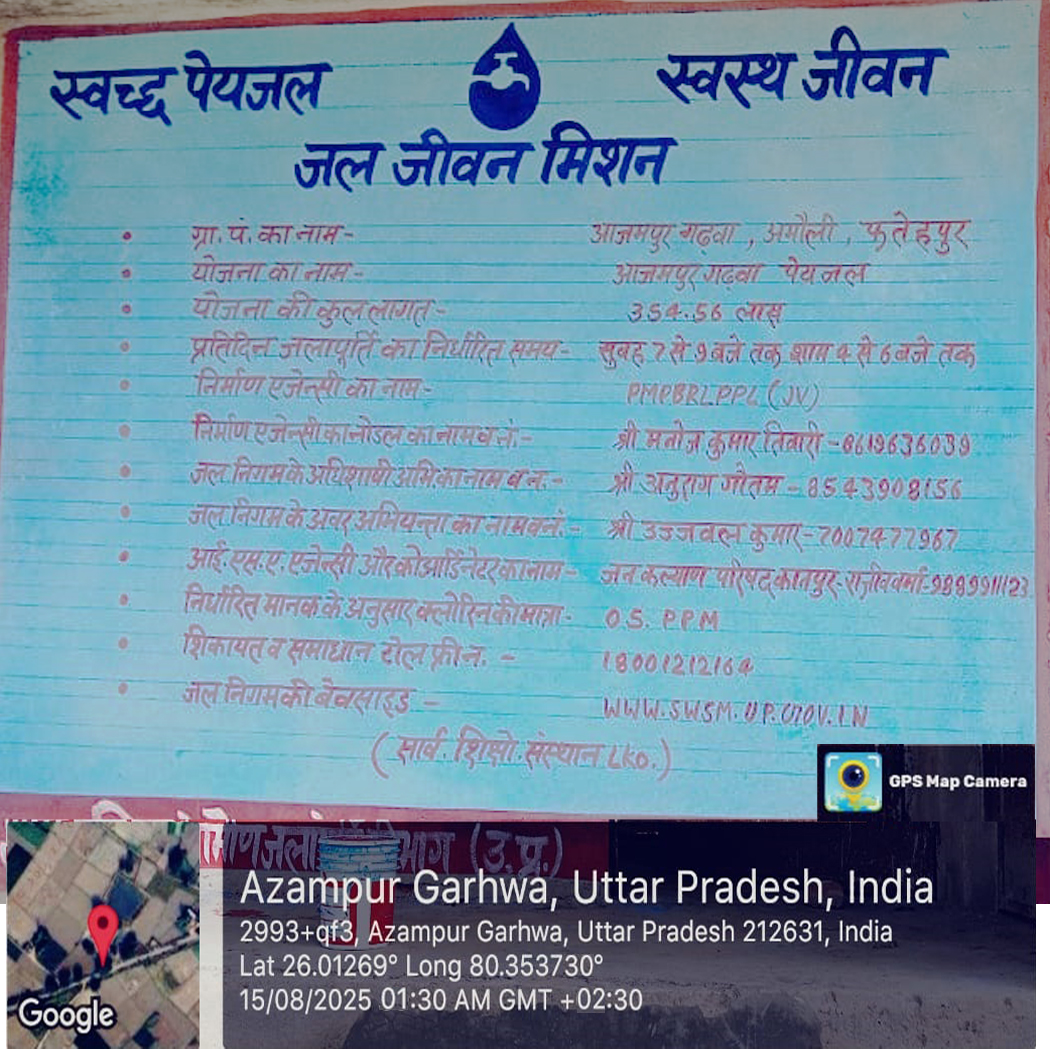 स्वच्छ पेयजल स्वस्थ जीवन
जल जीवन मिशन
ग्रा. पं. का नाम - आजमपुर गढ़वा , अमौली , फतेहपुर
योजना का नाम - आजमपुर गढ़वा पेयजल
योजना की कुल लागत - 354.56 लाख
प्रतिदिन जलापूर्ति का निर्धारित समय - सुबह 7 से 9 बजे तक शाम 4 से 6 बजे तक
निर्माण एजेन्सी का नाम - PMPBRLPPL (JV)
निर्माण एजेन्सी का नोडल का नाम व नं. - श्री मनोज कुमार तिवारी - 8619636039
जल निगम के अधिशाषी अभि का नाम व न. - श्री अनुराग गौतम - 8543908156
जल निगम के अवर अभियन्ता का नाम व नं. - श्री उज्जवल कुमार - 7007477967
आई. एस. ए. एजेन्सी और कोआर्डिनेटर का नाम - जन कल्याण परिषद कानपुर - राजीव वर्मा - 9889991123
निर्धारित मानक के अनुसार क्लोरिन की मात्रा - 0.5. PPM
शिकायत व समाधान टोल फ्री न. - 18001212164
जल निगम की वेबसाइड - WWW.SWSM.UP.GOV.IN
( सार्व. शिक्षो. संस्थान LKO. )
(उ. प्र.)
GPS Map Camera
Azampur Garhwa, Uttar Pradesh, India
2993+qf3, Azampur Garhwa, Uttar Pradesh 212631, India
Lat 26.01269° Long 80.353730°
15/08/2025 01:30 AM GMT +02:30
Google